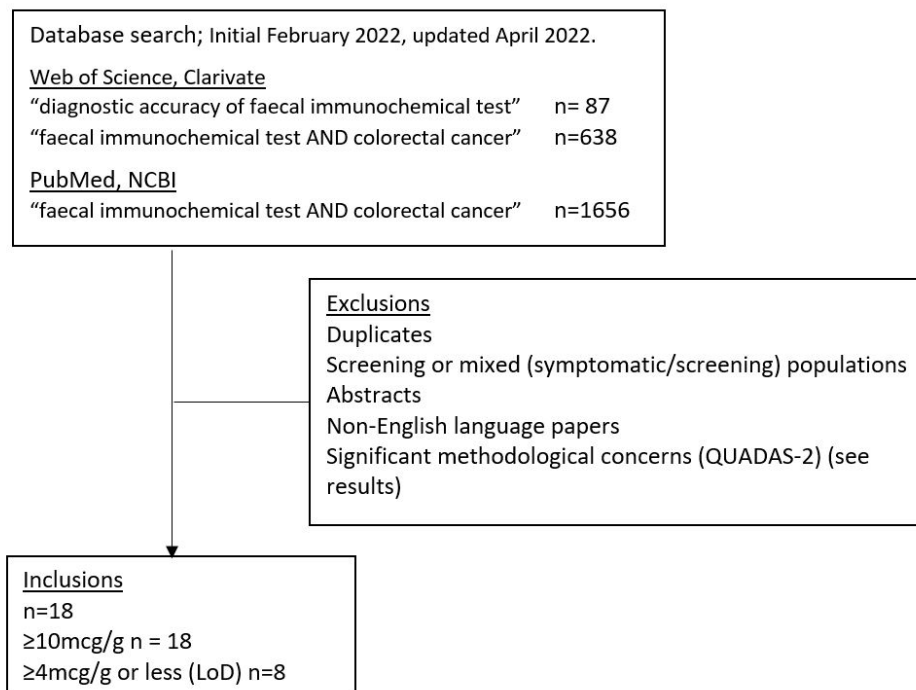 Database search; Initial February 2022, updated April 2022.
Web of Science, Clarivate
“diagnostic accuracy of faecal immunochemical test” n= 87
“faecal immunochemical test AND colorectal cancer” n=638
PubMed, NCBI
“faecal immunochemical test AND colorectal cancer” n=1656
Exclusions
Duplicates
Screening or mixed (symptomatic/screening) populations
Abstracts
Non-English language papers
Significant methodological concerns (QUADAS-2) (see
results)
Inclusions
n=18
≥10mcg/g n = 18
≥4mcg/g or less (LoD) n=8